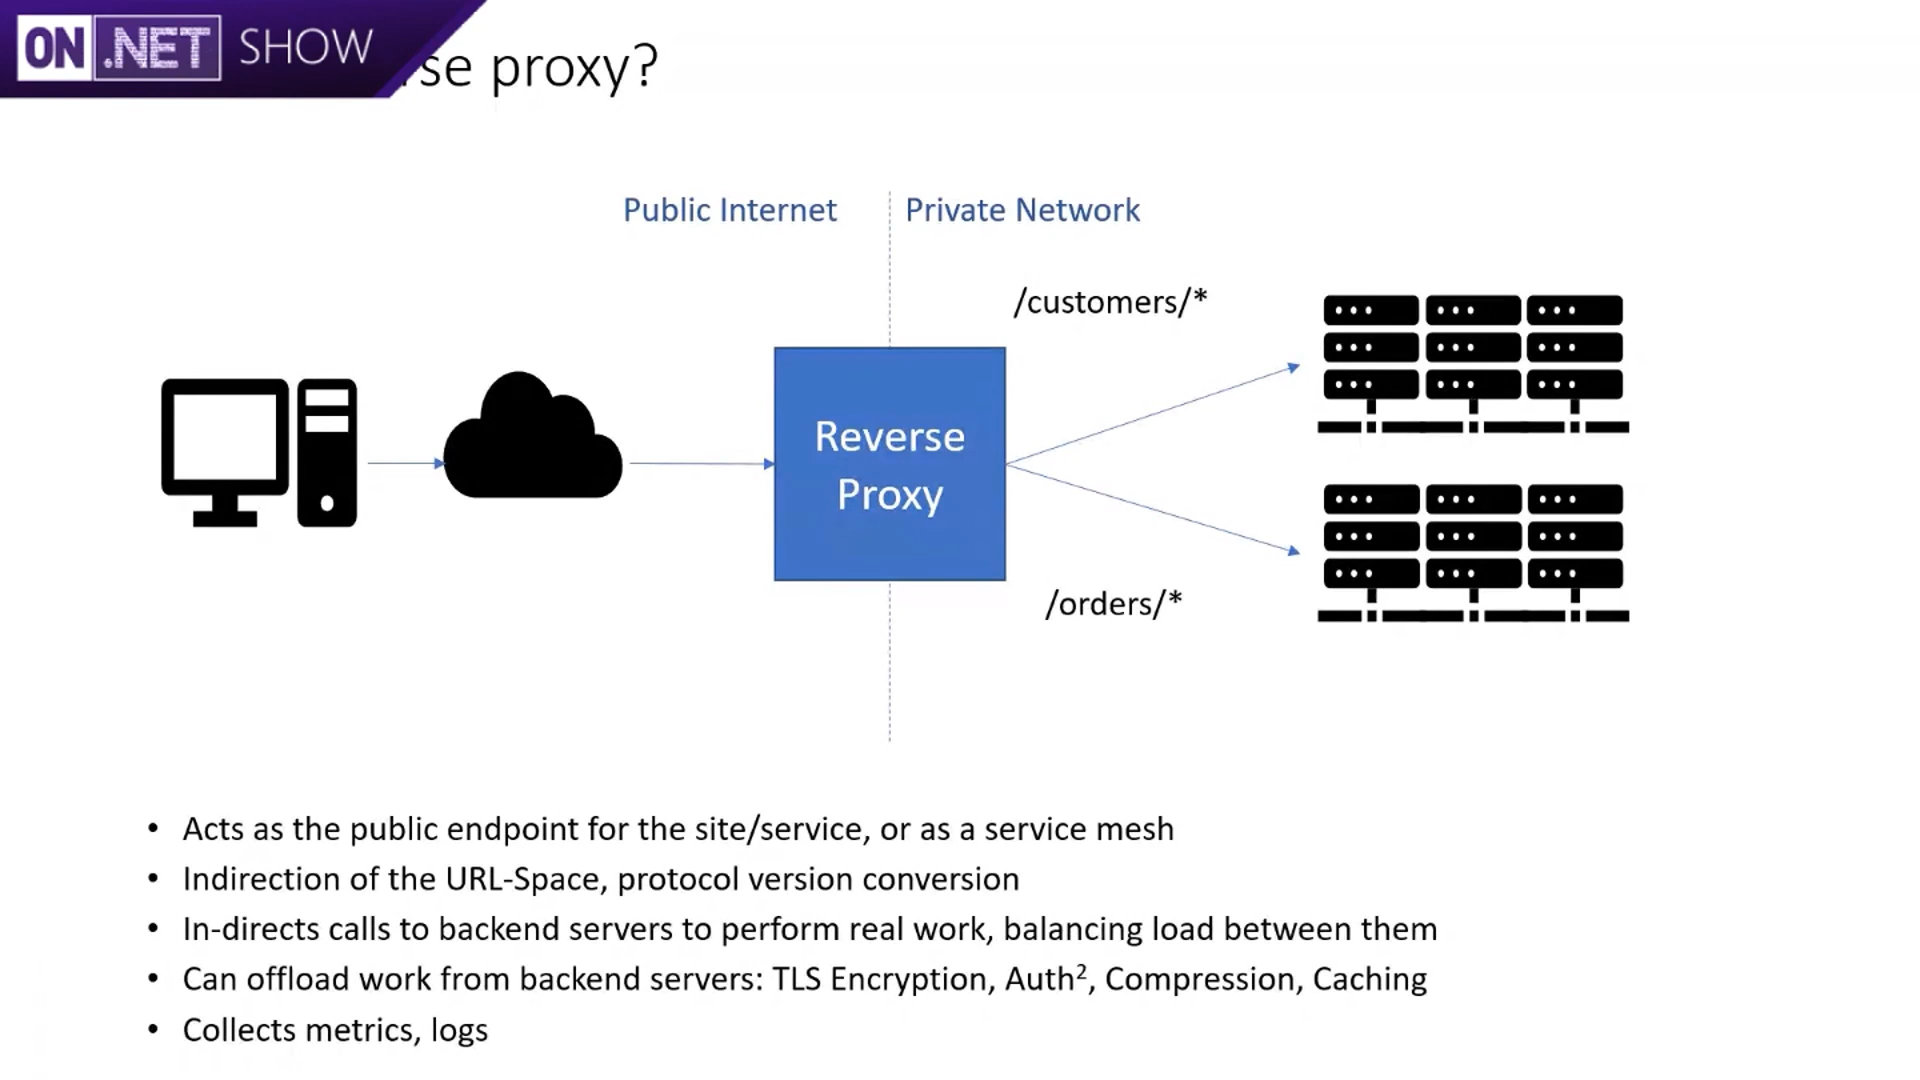 ON .NET SHOW
se proxy?
Public Internet
Private Network
/customers/*
Reverse
Proxy
/orders/*
• Acts as the public endpoint for the site/service, or as a service mesh
• Indirection of the URL-Space, protocol version conversion
• In-directs calls to backend servers to perform real work, balancing load between them
• Can offload work from backend servers: TLS Encryption, Auth², Compression, Caching
• Collects metrics, logs